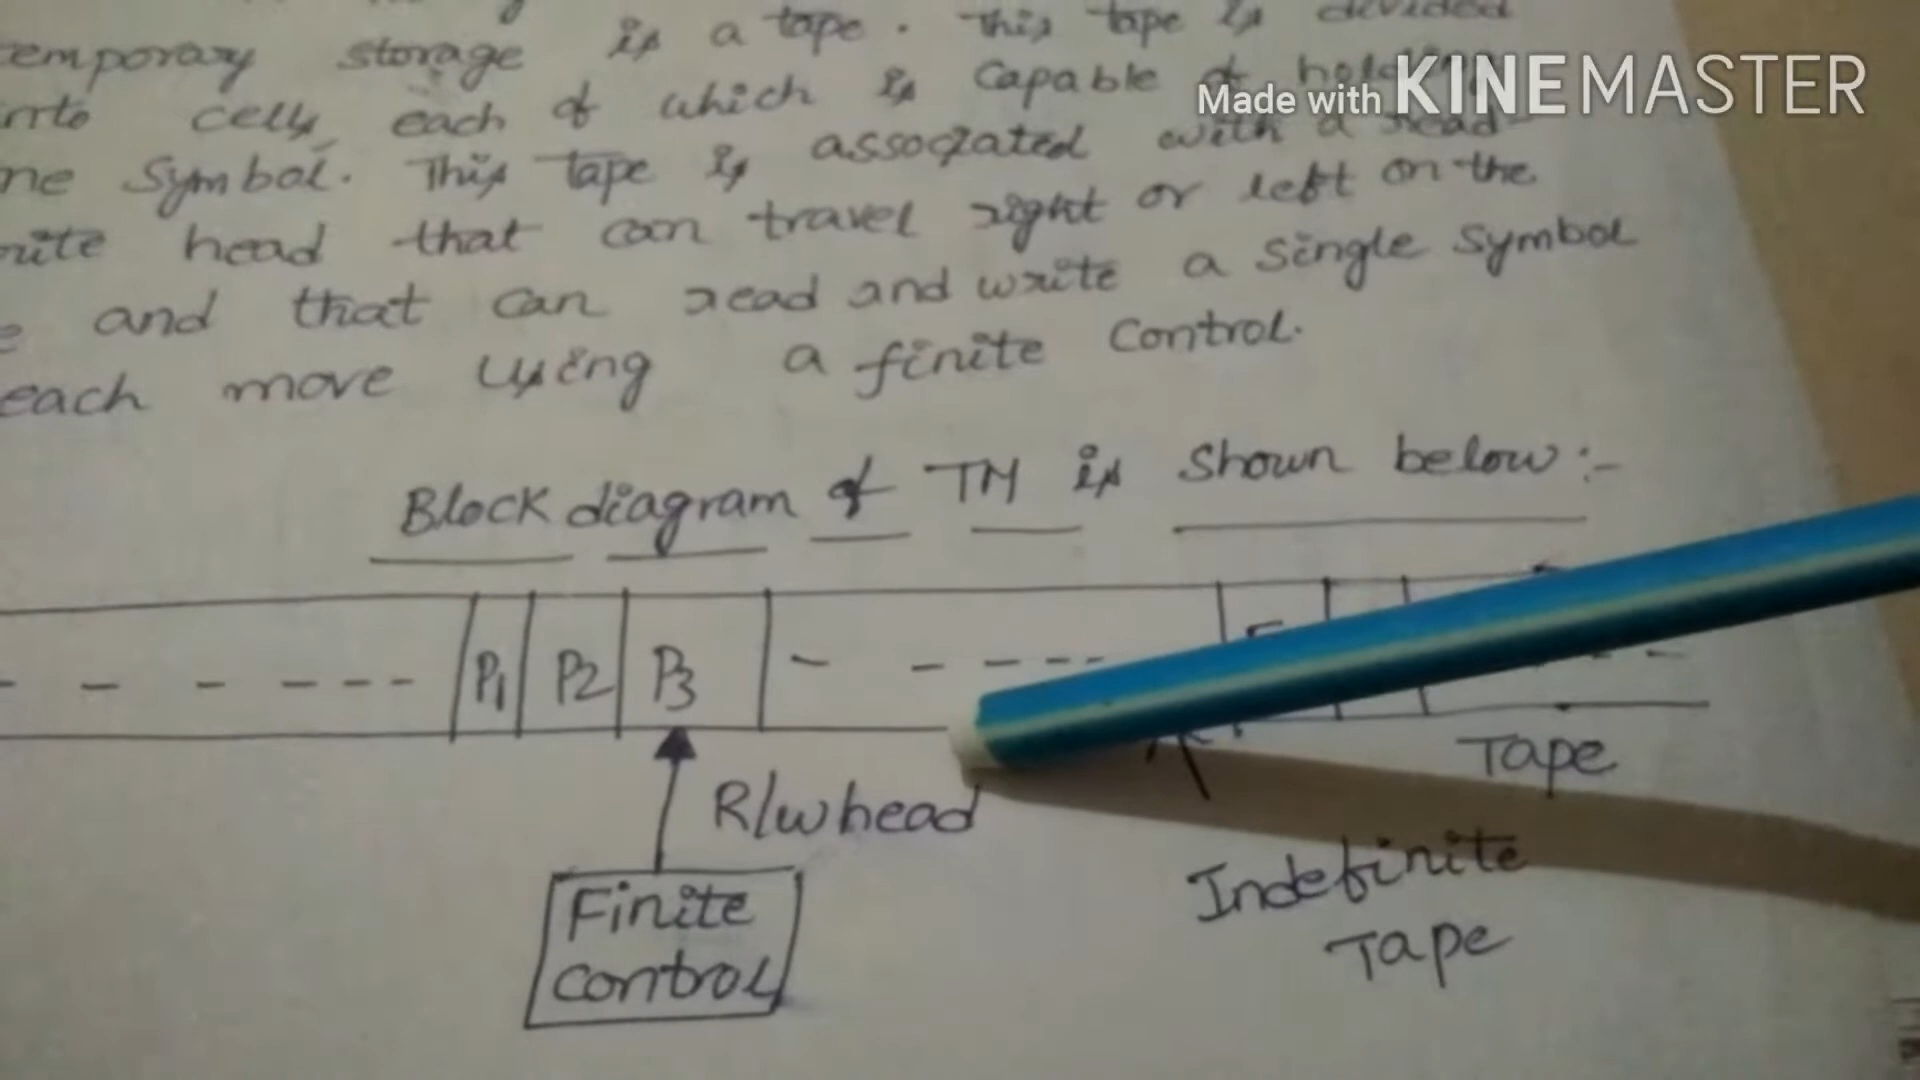 temporary storage is a tape. This tape is divided
into cells, each of which is capable of holding
one symbol. This tape is associated with a read-
write head that can travel right or left on the
e and that can read and write a single symbol
each move using a finite control.
Block diagram of TM is shown below:-
P1 P2 P3
Tape
R/W head
Finite
control
Indefinite
Tape
Made with KINEMASTER